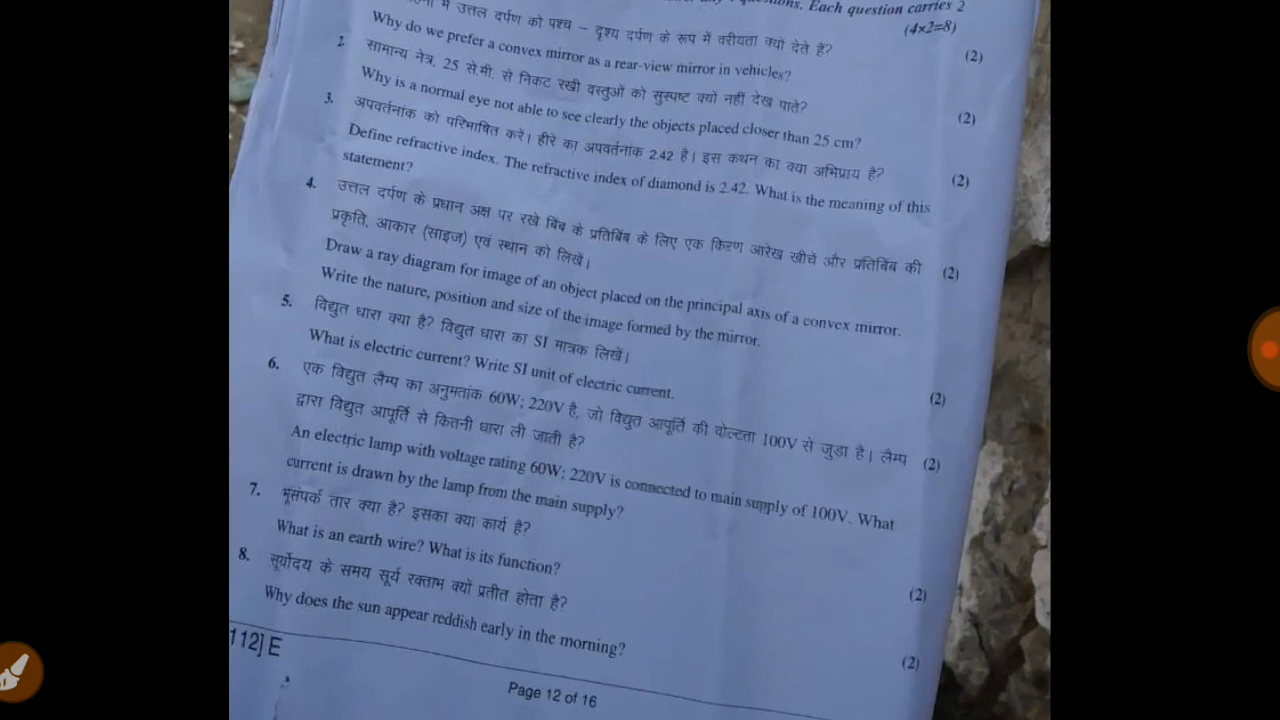 questions. Each question carries 2
(4×2=8)
में उत्तल दर्पण को पश्च – दृश्य दर्पण के रूप में वरीयता क्यों देते हैं?
Why do we prefer a convex mirror as a rear-view mirror in vehicles? (2)
2. सामान्य नेत्र, 25 से.मी. से निकट रखी वस्तुओं को सुस्पष्ट क्यों नहीं देख पाते?
Why is a normal eye not able to see clearly the objects placed closer than 25 cm? (2)
3. अपवर्तनांक को परिभाषित करें। हीरे का अपवर्तनांक 2.42 है। इस कथन का क्या अभिप्राय है? (2)
Define refractive index. The refractive index of diamond is 2.42. What is the meaning of this
statement?
4. उत्तल दर्पण के प्रधान अक्ष पर रखे बिंब के प्रतिबिंब के लिए एक किरण आरेख खीचें और प्रतिबिंब की (2)
प्रकृति, आकार (साइज) एवं स्थान को लिखें।
Draw a ray diagram for image of an object placed on the principal axis of a convex mirror.
Write the nature, position and size of the image formed by the mirror.
5. विद्युत धारा क्या है? विद्युत धारा का SI मात्रक लिखें।
What is electric current? Write SI unit of electric current. (2)
6. एक विद्युत लैम्प का अनुमतांक 60W; 220V है, जो विद्युत आपूर्ति की वोल्टता 100V से जुड़ा है। लैम्प (2)
द्वारा विद्युत आपूर्ति से कितनी धारा ली जाती है?
An electric lamp with voltage rating 60W; 220V is connected to main supply of 100V. What
current is drawn by the lamp from the main supply?
7. भूसंपर्क तार क्या है? इसका क्या कार्य है?
What is an earth wire? What is its function? (2)
8. सूर्योदय के समय सूर्य रक्ताभ क्यों प्रतीत होता है?
Why does the sun appear reddish early in the morning? (2)
112] E
Page 12 of 16